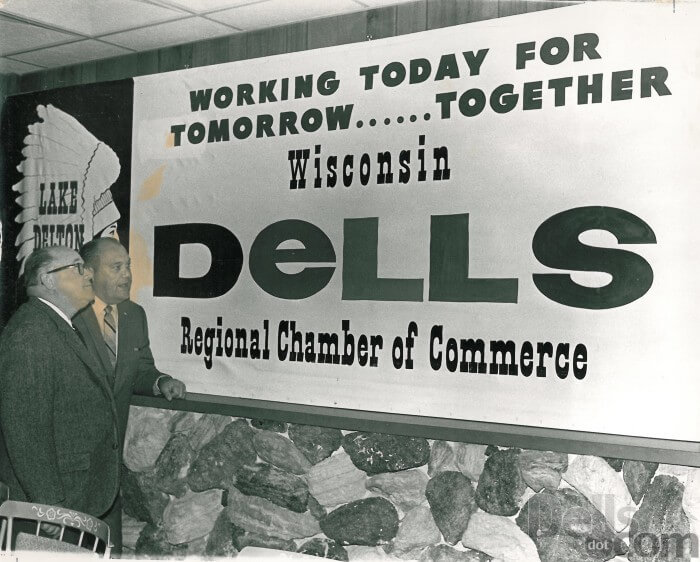 WORKING TODAY FOR
TOMORROW......TOGETHER
Wisconsin
DeLLS
Regional Chamber of Commerce
LAKE
DELTON
Dells
dot com